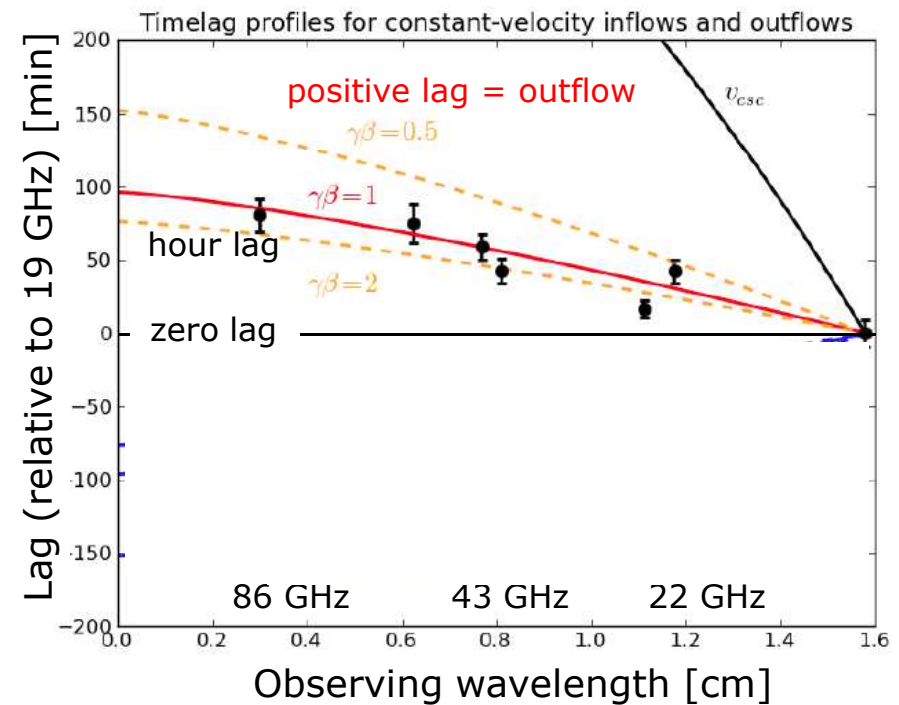 Timelag profiles for constant-velocity inflows and outflows
Lag (relative to 19 GHz) [min]
200
150
100
50
0
−50
-100
-150
−200
positive lag = outflow
v_esc
γβ=0.5
γβ=1
hour lag
γβ=2
zero lag
86 GHz 43 GHz 22 GHz
0.0 0.2 0.4 0.6 0.8 1.0 1.2 1.4 1.6
Observing wavelength [cm]